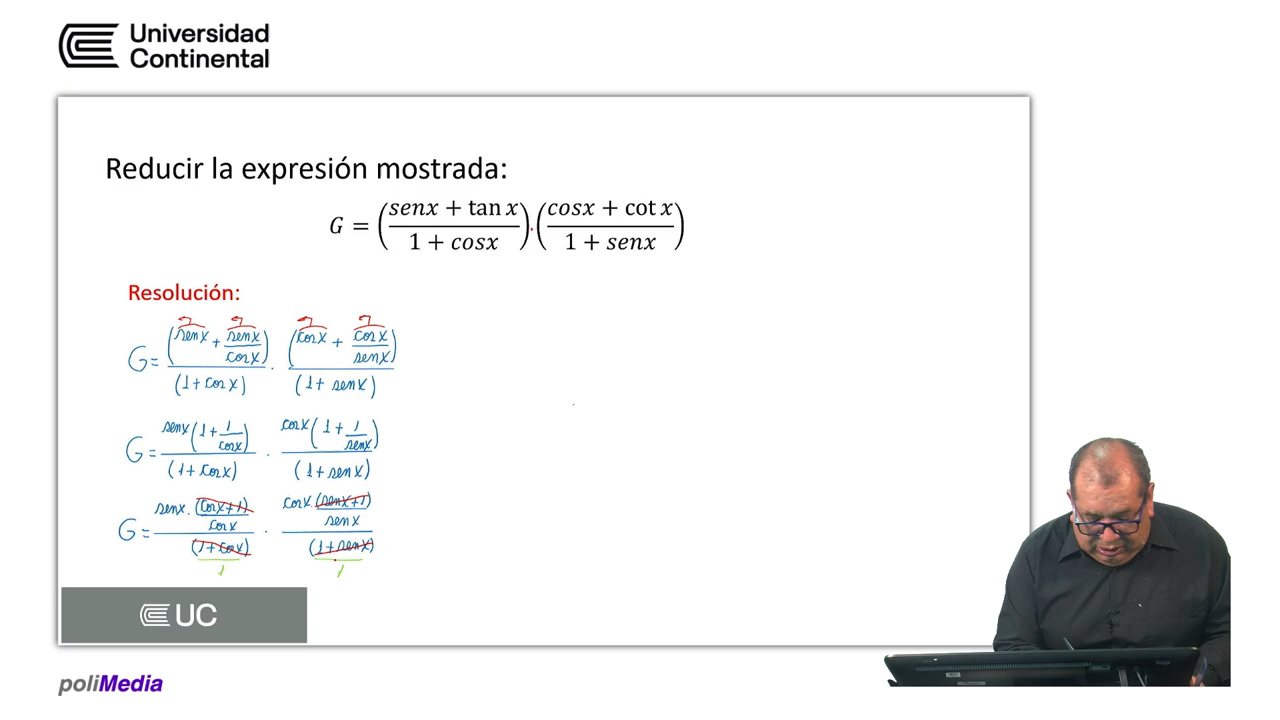 Universidad
Continental
Reducir la expresión mostrada:
G = ((senx + tan x)/(1 + cosx)).((cosx + cot x)/(1 + senx))
Resolución:
G = (senx + senx/cosx)/(1 + cosx) · (cosx + cosx/senx)/(1 + senx)
G = senx(1 + 1/cosx)/(1 + cosx) · cosx(1 + 1/senx)/(1 + senx)
G = senx.(cosx+1)/cosx/(1+cosx) · cosx.(senx+1)/senx/(1+senx)
1 1
UC
poliMedia